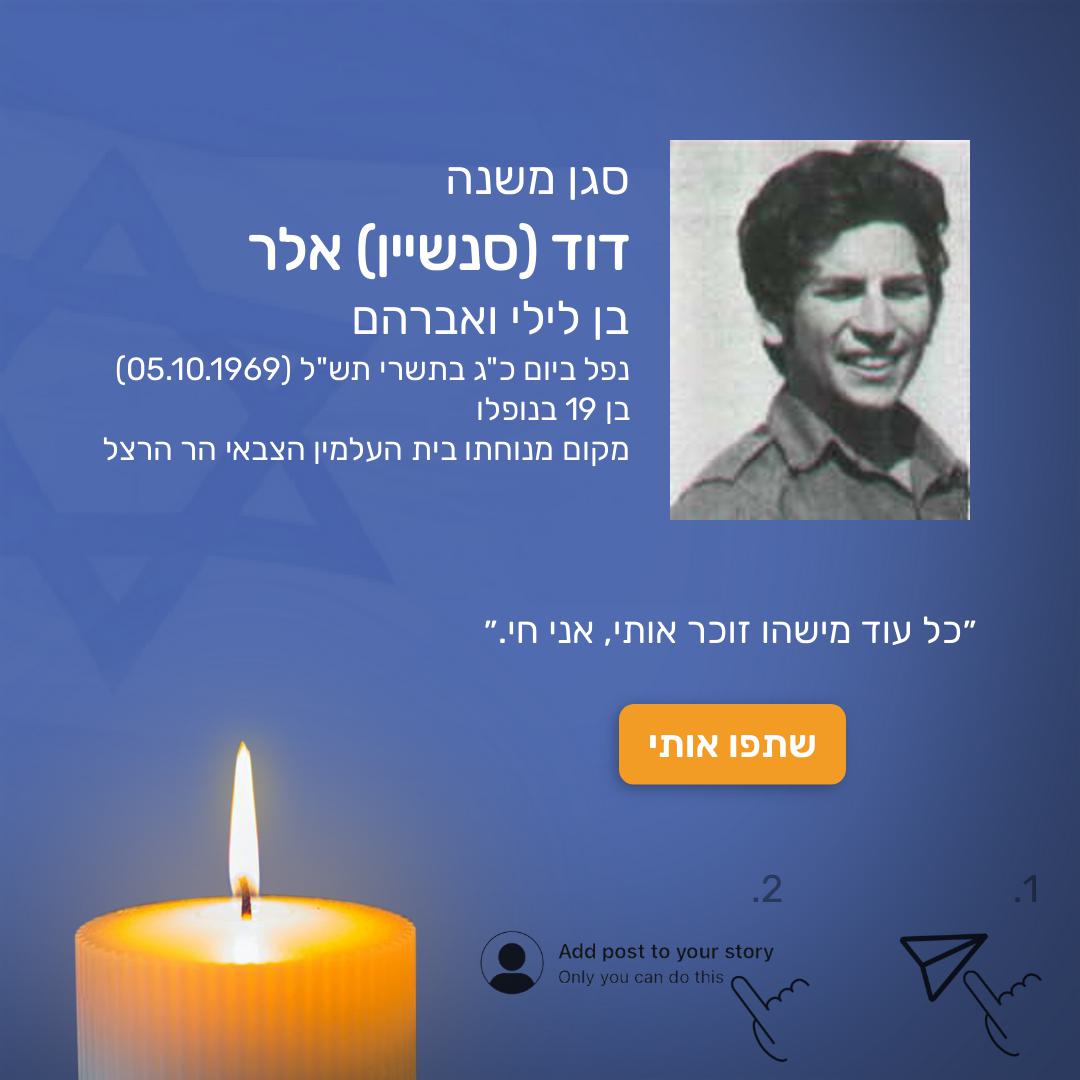 סגן משנה
דוד (סנשיין) אלר
בן לילי ואברהם
נפל ביום כ"ג בתשרי תש"ל (05.10.1969)
בן 19 בנופלו
מקום מנוחתו בית העלמין הצבאי הר הרצל
״כל עוד מישהו זוכר אותי, אני חי.״
שתפו אותי
1.
2.
Add post to your story
Only you can do this